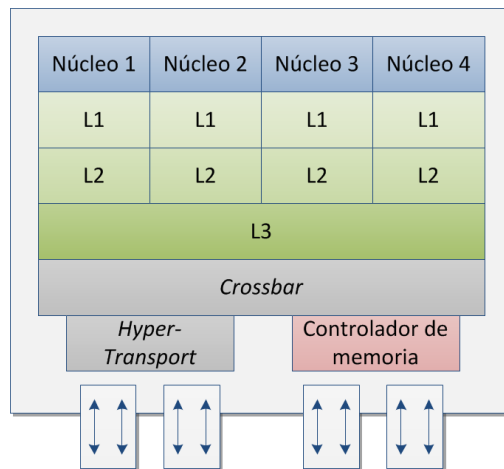 Núcleo 1 Núcleo 2 Núcleo 3 Núcleo 4
L1 L1 L1 L1
L2 L2 L2 L2
L3
Crossbar
Hyper-
Transport
Controlador de
memoria